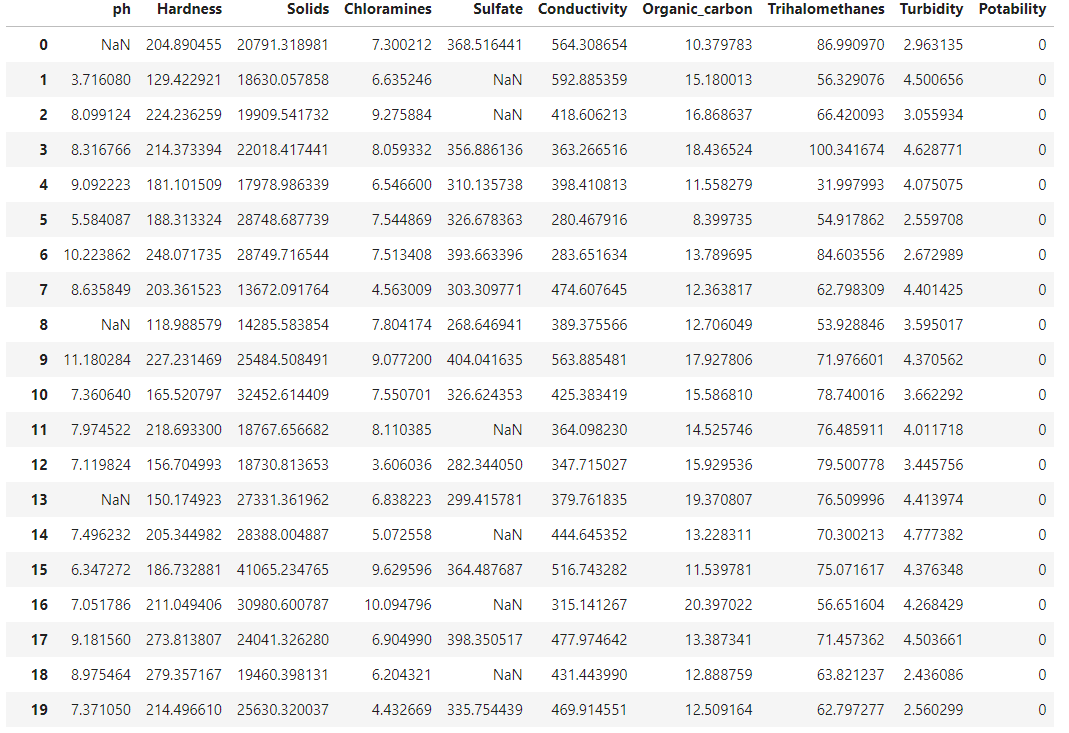 ph Hardness Solids Chloramines Sulfate Conductivity Organic_carbon Trihalomethanes Turbidity Potability
0 NaN 204.890455 20791.318981 7.300212 368.516441 564.308654 10.379783 86.990970 2.963135 0
1 3.716080 129.422921 18630.057858 6.635246 NaN 592.885359 15.180013 56.329076 4.500656 0
2 8.099124 224.236259 19909.541732 9.275884 NaN 418.606213 16.868637 66.420093 3.055934 0
3 8.316766 214.373394 22018.417441 8.059332 356.886136 363.266516 18.436524 100.341674 4.628771 0
4 9.092223 181.101509 17978.986339 6.546600 310.135738 398.410813 11.558279 31.997993 4.075075 0
5 5.584087 188.313324 28748.687739 7.544869 326.678363 280.467916 8.399735 54.917862 2.559708 0
6 10.223862 248.071735 28749.716544 7.513408 393.663396 283.651634 13.789695 84.603556 2.672989 0
7 8.635849 203.361523 13672.091764 4.563009 303.309771 474.607645 12.363817 62.798309 4.401425 0
8 NaN 118.988579 14285.583854 7.804174 268.646941 389.375566 12.706049 53.928846 3.595017 0
9 11.180284 227.231469 25484.508491 9.077200 404.041635 563.885481 17.927806 71.976601 4.370562 0
10 7.360640 165.520797 32452.614409 7.550701 326.624353 425.383419 15.586810 78.740016 3.662292 0
11 7.974522 218.693300 18767.656682 8.110385 NaN 364.098230 14.525746 76.485911 4.011718 0
12 7.119824 156.704993 18730.813653 3.606036 282.344050 347.715027 15.929536 79.500778 3.445756 0
13 NaN 150.174923 27331.361962 6.838223 299.415781 379.761835 19.370807 76.509996 4.413974 0
14 7.496232 205.344982 28388.004887 5.072558 NaN 444.645352 13.228311 70.300213 4.777382 0
15 6.347272 186.732881 41065.234765 9.629596 364.487687 516.743282 11.539781 75.071617 4.376348 0
16 7.051786 211.049406 30980.600787 10.094796 NaN 315.141267 20.397022 56.651604 4.268429 0
17 9.181560 273.813807 24041.326280 6.904990 398.350517 477.974642 13.387341 71.457362 4.503661 0
18 8.975464 279.357167 19460.398131 6.204321 NaN 431.443990 12.888759 63.821237 2.436086 0
19 7.371050 214.496610 25630.320037 4.432669 335.754439 469.914551 12.509164 62.797277 2.560299 0